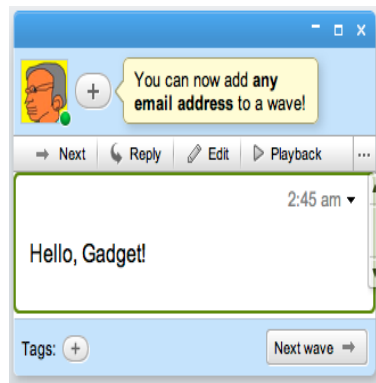 You can now add any
email address to a wave!
Next Reply Edit Playback ...
2:45 am
Hello, Gadget!
Tags: Next wave